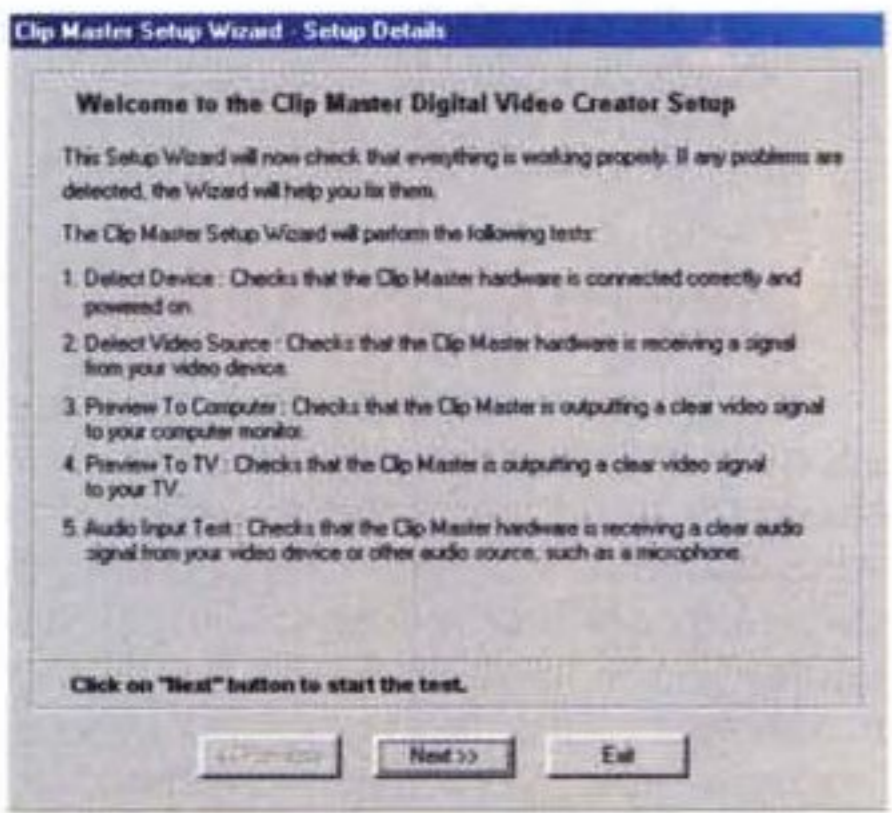 Clip Master Setup Wizard - Setup Details
Welcome to the Clip Master Digital Video Creator Setup
This Setup Wizard will now check that everything is working properly. If any problems are
detected, the Wizard will help you fix them.
The Clip Master Setup Wizard will perform the following tests:
1. Detect Device : Checks that the Clip Master hardware is connected correctly and
powered on.
2. Detect Video Source : Checks that the Clip Master hardware is receiving a signal
from your video device.
3. Preview To Computer : Checks that the Clip Master is outputting a clear video signal
to your computer monitor.
4. Preview To TV : Checks that the Clip Master is outputting a clear video signal
to your TV.
5. Audio Input Test : Checks that the Clip Master hardware is receiving a clear audio
signal from your video device or other audio source, such as a microphone.
Click on "Next" button to start the test.
Next >>
Exit